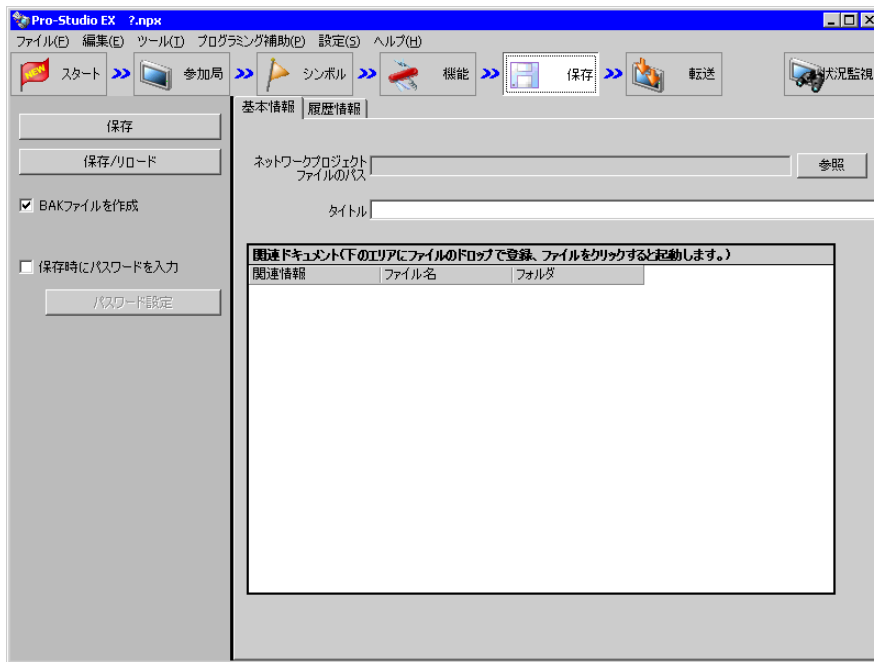 Pro-Studio EX ?.npx
ファイル(F) 編集(E) ツール(T) プログラミング補助(P) 設定(S) ヘルプ(H)
NEW スタート 参加局 シンボル 機能 保存 転送 状況監視
基本情報 履歴情報
保存
保存/リロード
BAKファイルを作成
保存時にパスワードを入力
パスワード設定
ネットワークプロジェクト
ファイルのパス
参照
タイトル
関連ドキュメント(下のエリアにファイルのドロップで登録、ファイルをクリックすると起動します。)
関連情報 ファイル名 フォルダ